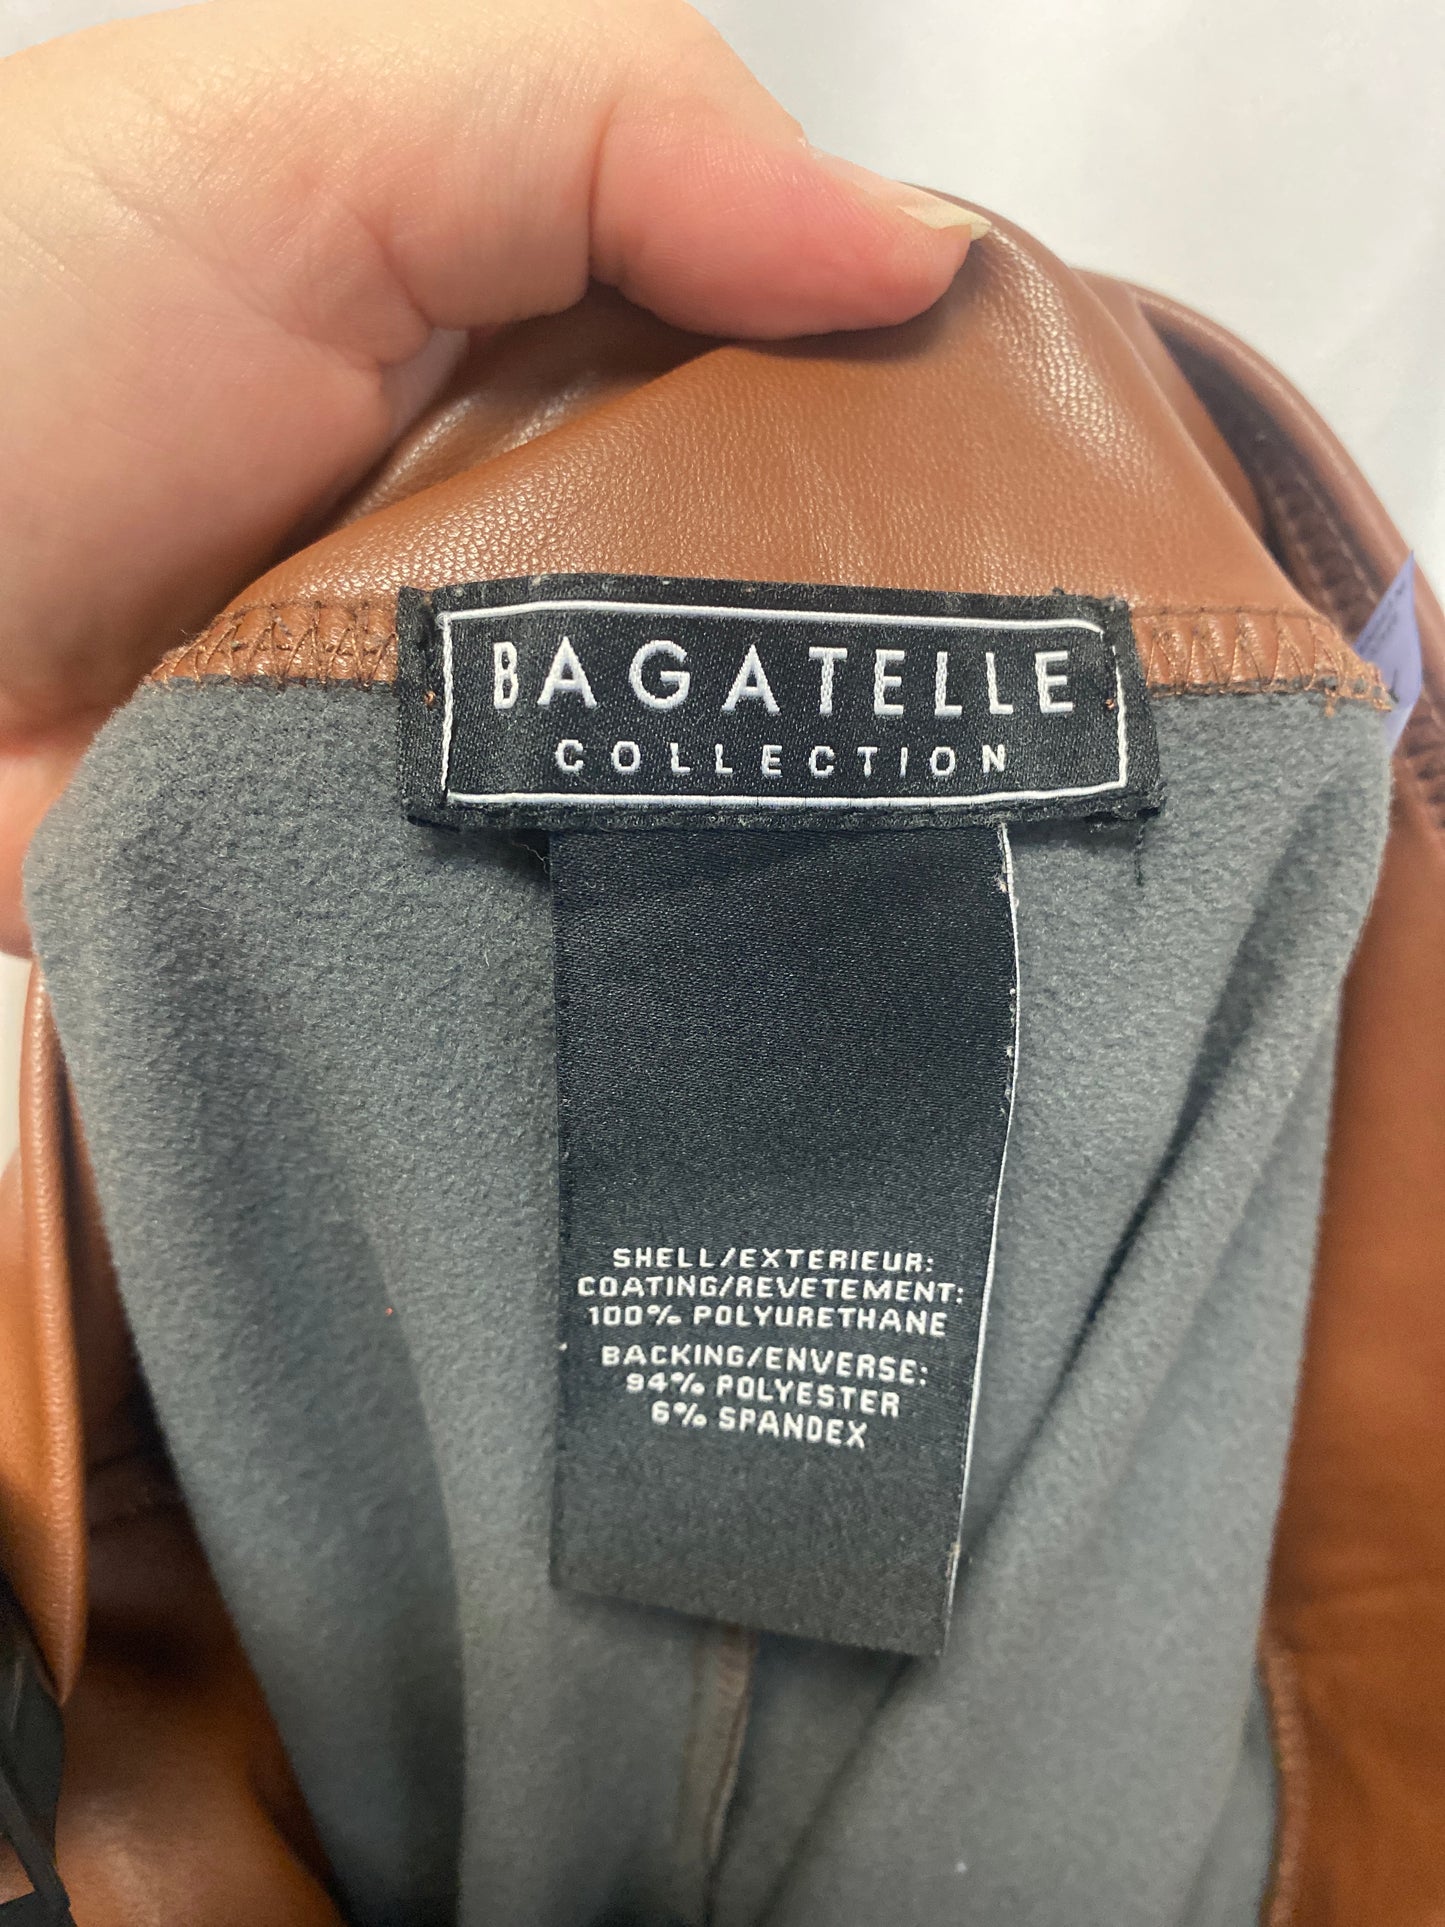 BAGATELLE
COLLECTION
SHELL/EXTERIEUR:
COATING/REVETEMENT:
100% POLYURETHANE
BACKING/ENVERSE:
94% POLYESTER
6% SPANDEX